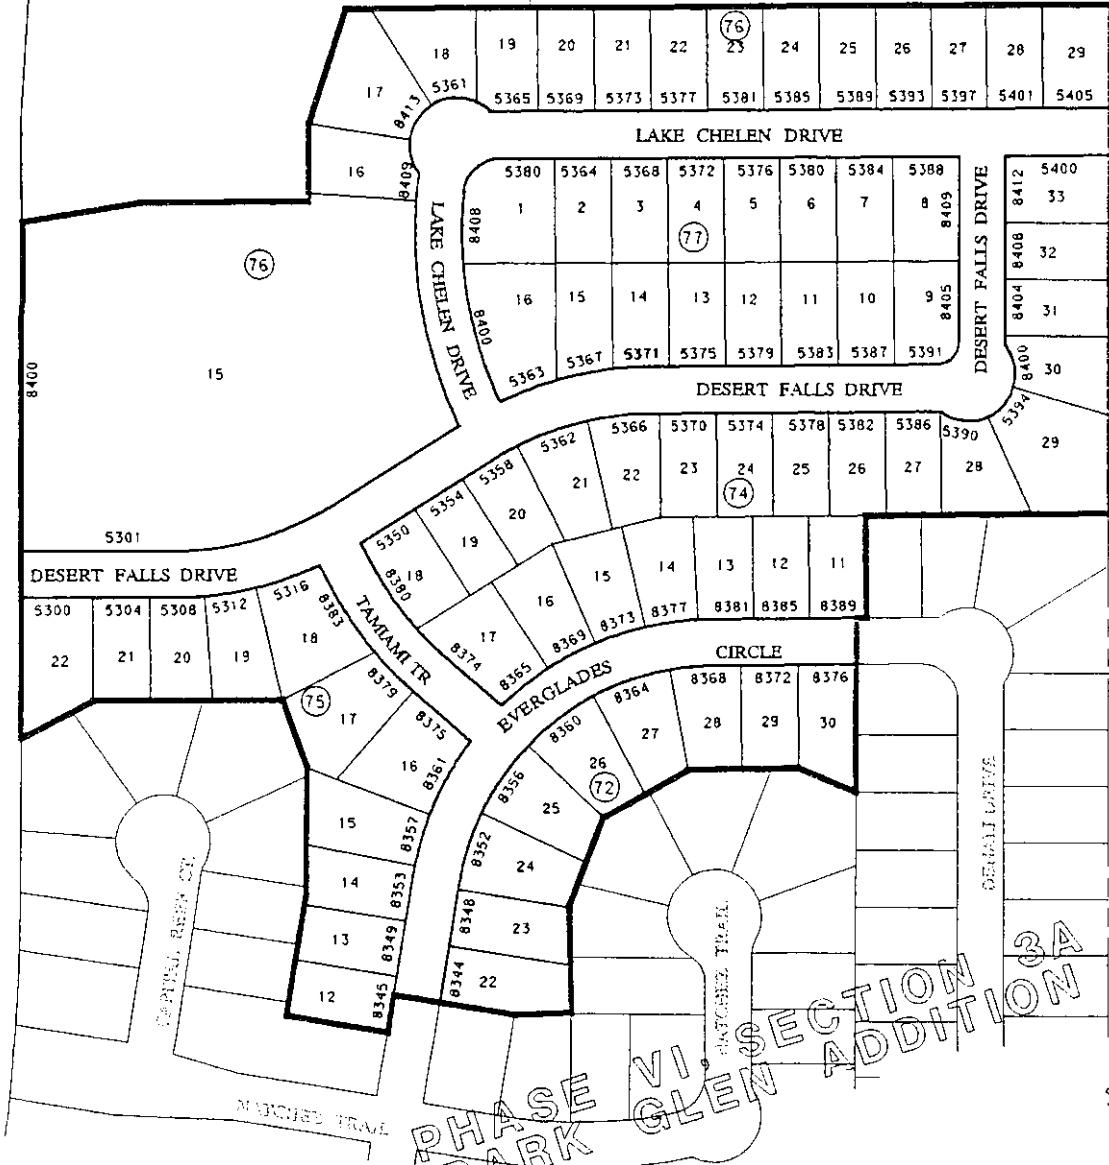 76
18 19 20 21 22 23 24 25 26 27 28 29
17
5361 5365 5369 5373 5377 5381 5385 5389 5393 5397 5401 5405
8413
LAKE CHELEN DRIVE
16
8409
5380 5364 5368 5372 5376 5380 5384 5388
8408 1 2 3 4 5 6 7 8 8409
77
DESERT FALLS DRIVE
5400
8412 33
8408 32
8404 31
8400 30
LAKE CHELEN DRIVE
76
8400
16 15 14 13 12 11 10 9 8405
5363 5367 5371 5375 5379 5383 5387 5391
8400
15
5301
DESERT FALLS DRIVE
5350 5354 5358 5362 5366 5370 5374 5378 5382 5386 5390 5394
18 19 20 21 22 23 24 25 26 27 28 29
74
8380
DESERT FALLS DRIVE
5300 5304 5308 5312 5316
22 21 20 19 18
8383
TAMIAMI TR
17 16 15 14 13 12 11
8374 8365 8369 8373 8377 8381 8385 8389
EVERGLADES CIRCLE
75
17
8379
8375
16
8361
15
8357
14
8353
13
8349
12
8345
8360 8364 8368 8372 8376
26 27 28 29 30
72
8356 25
8352 24
8348 23
8344 22
DENALI DRIVE
HATCHEE TRAIL
CAPITAL REEF CT
NATCHEZ TRAIL
PHASE VI SECTION 3A
PARK GLEN ADDITION